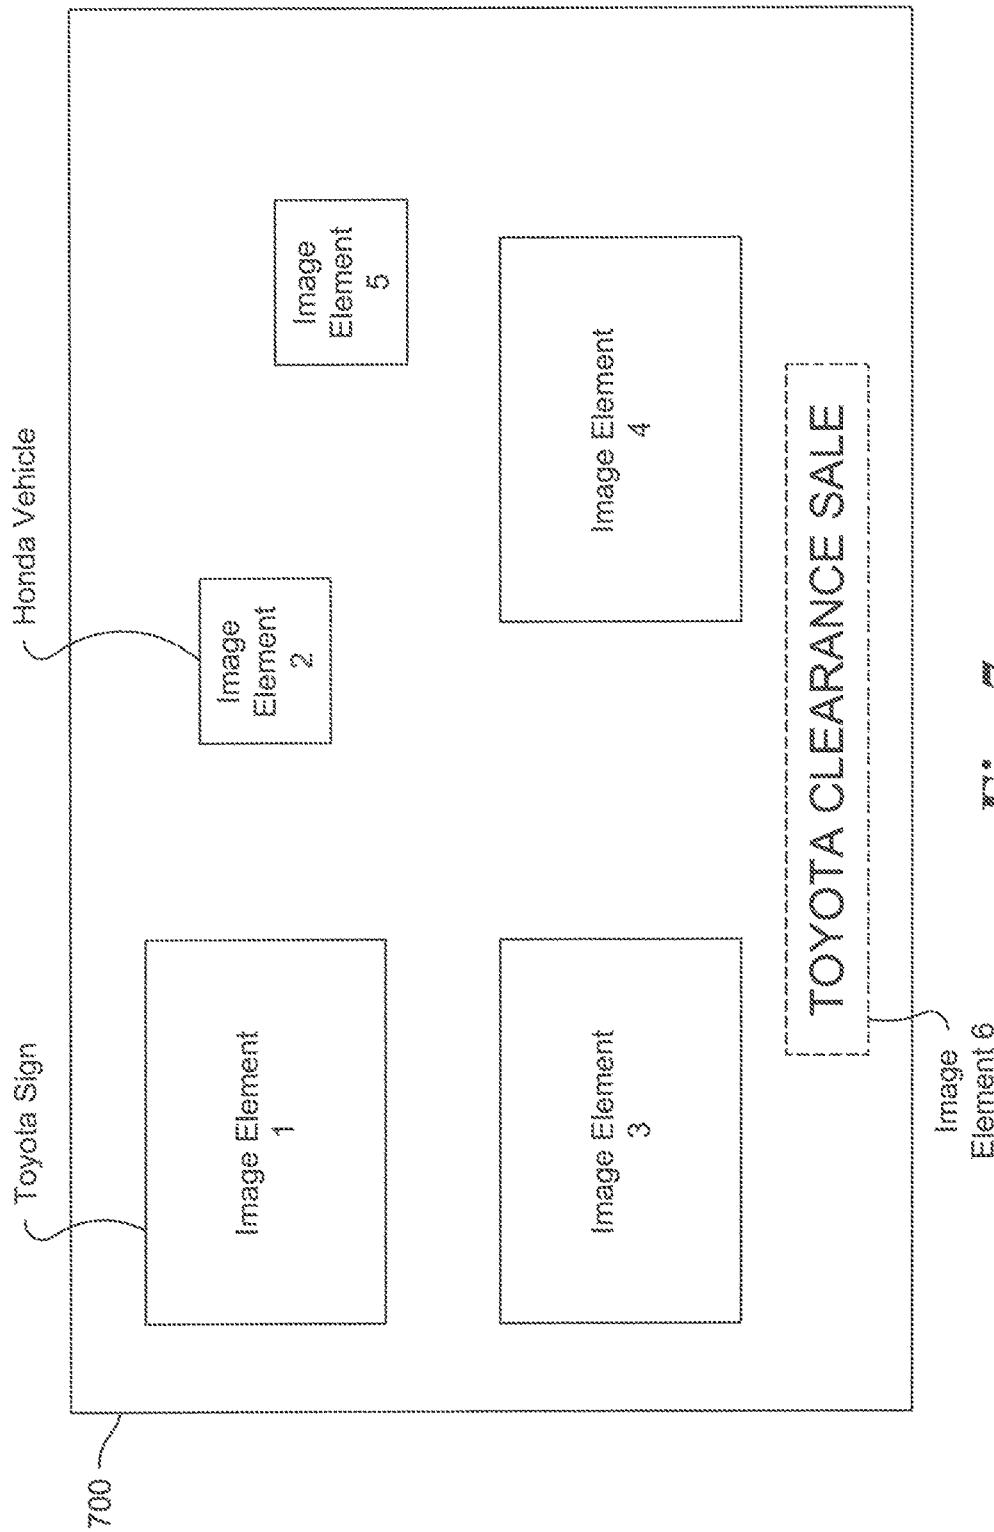 700
Toyota Sign
Honda Vehicle
Image Element
1
Image
Element
2
Image
Element
5
Image Element
3
Image Element
4
TOYOTA CLEARANCE SALE
Image
Element 6